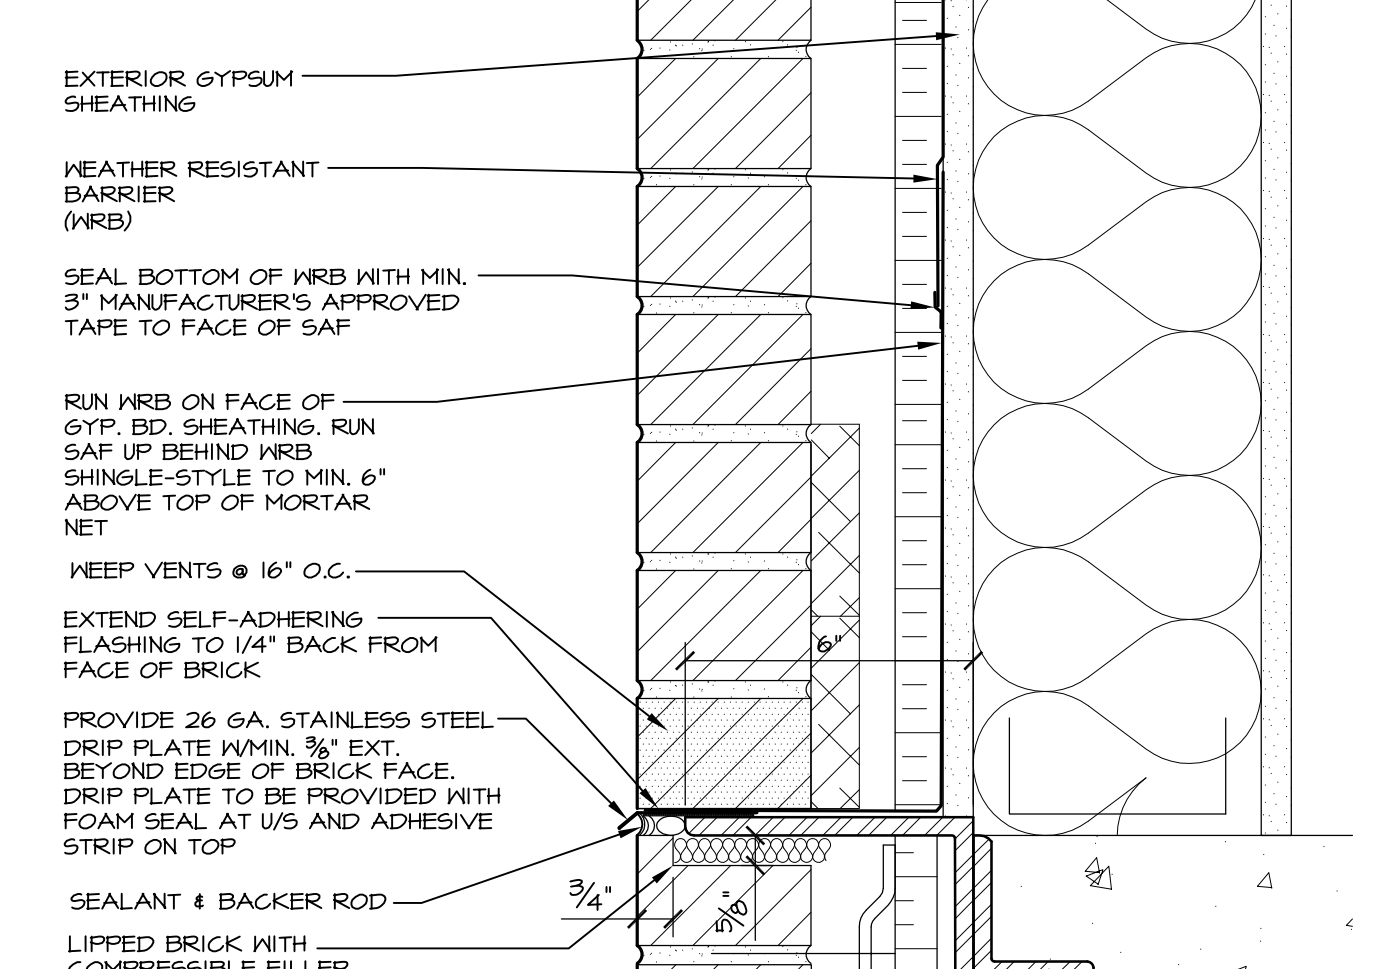 EXTERIOR GYPSUM
SHEATHING
WEATHER RESISTANT
BARRIER
(WRB)
SEAL BOTTOM OF WRB WITH MIN.
3" MANUFACTURER'S APPROVED
TAPE TO FACE OF SAF
RUN WRB ON FACE OF
GYP. BD. SHEATHING. RUN
SAF UP BEHIND WRB
SHINGLE-STYLE TO MIN. 6"
ABOVE TOP OF MORTAR
NET
WEEP VENTS @ 16" O.C.
EXTEND SELF-ADHERING
FLASHING TO 1/4" BACK FROM
FACE OF BRICK
PROVIDE 26 GA. STAINLESS STEEL
DRIP PLATE W/MIN. 3/8" EXT.
BEYOND EDGE OF BRICK FACE.
DRIP PLATE TO BE PROVIDED WITH
FOAM SEAL AT U/S AND ADHESIVE
STRIP ON TOP
SEALANT & BACKER ROD
LIPPED BRICK WITH
COMPRESSIBLE FILLER
6"
3/4"
5/8"